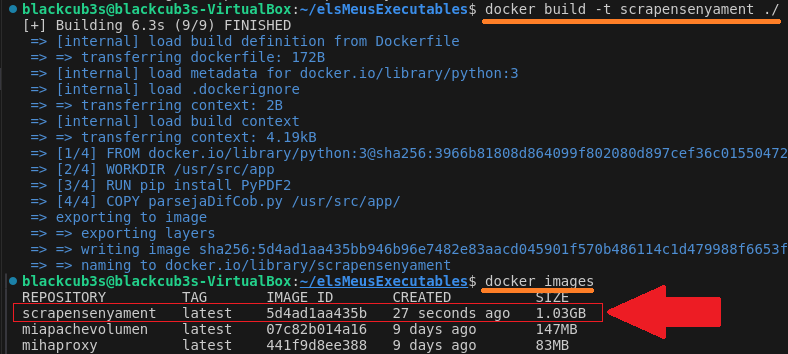 blackcub3s@blackcub3s-VirtualBox:~/elsMeusExecutables$ docker build -t scrapensenyament ./
[+] Building 6.3s (9/9) FINISHED
=> [internal] load build definition from Dockerfile
=> => transferring dockerfile: 172B
=> [internal] load metadata for docker.io/library/python:3
=> [internal] load .dockerignore
=> => transferring context: 2B
=> [internal] load build context
=> => transferring context: 4.19kB
=> [1/4] FROM docker.io/library/python:3@sha256:3966b81808d864099f802080d897cef36c01550472
=> [2/4] WORKDIR /usr/src/app
=> [3/4] RUN pip install PyPDF2
=> [4/4] COPY parsejaDifCob.py /usr/src/app/
=> exporting to image
=> => exporting layers
=> => writing image sha256:5d4ad1aa435bb946b96e7482e83aacd045901f570b486114c1d479988f6653f
=> => naming to docker.io/library/scrapensenyament
blackcub3s@blackcub3s-VirtualBox:~/elsMeusExecutables$ docker images
REPOSITORY TAG IMAGE ID CREATED SIZE
scrapensenyament latest 5d4ad1aa435b 27 seconds ago 1.03GB
miapachevolumen latest 07c82b014a16 9 days ago 147MB
mihaproxy latest 441f9d8ee388 9 days ago 83MB